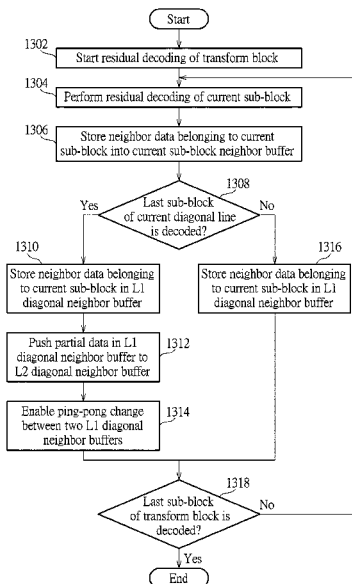 Start
1302
Start residual decoding of transform block
1304
Perform residual decoding of current sub-block
1306
Store neighbor data belonging to current
sub-block into current sub-block neighbor buffer
1308
Last sub-block
of current diagonal line
is decoded?
Yes
No
1310
Store neighbor data belonging
to current sub-block in L1
diagonal neighbor buffer
1316
Store neighbor data belonging
to current sub-block in L1
diagonal neighbor buffer
Push partial data in L1
diagonal neighbor buffer to
L2 diagonal neighbor buffer
1312
Enable ping-pong change
between two L1 diagonal
neighbor buffers
1314
1318
Last sub-block
of transform block is
decoded?
No
Yes
End